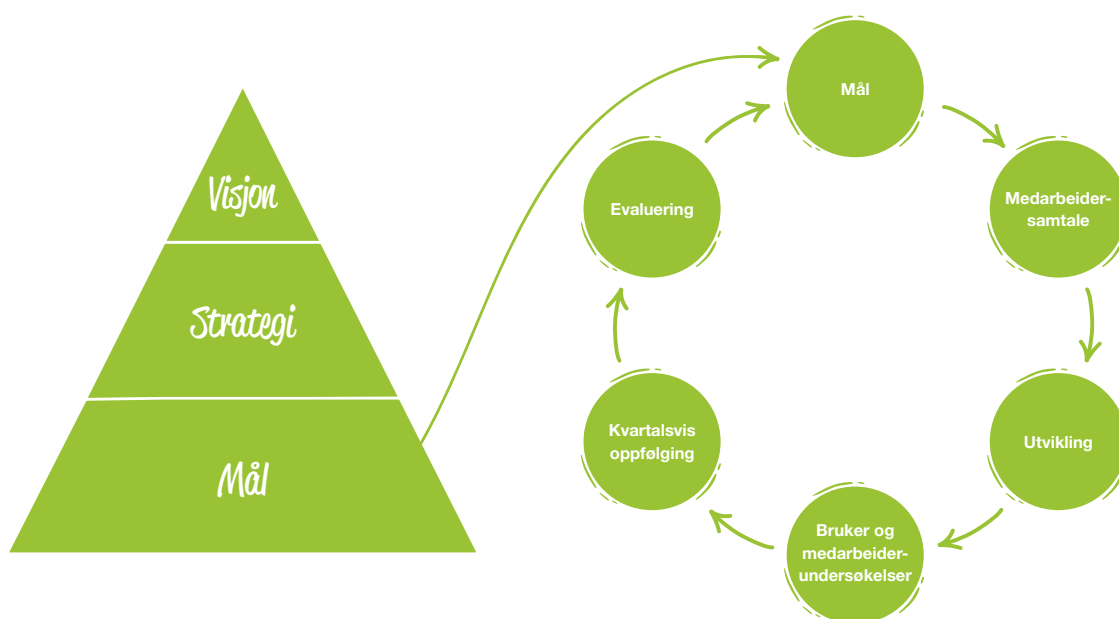 Visjon
Strategi
Mål
Mål
Medarbeider-
samtale
Utvikling
Bruker og
medarbeider-
undersøkelser
Kvartalsvis
oppfølging
Evaluering